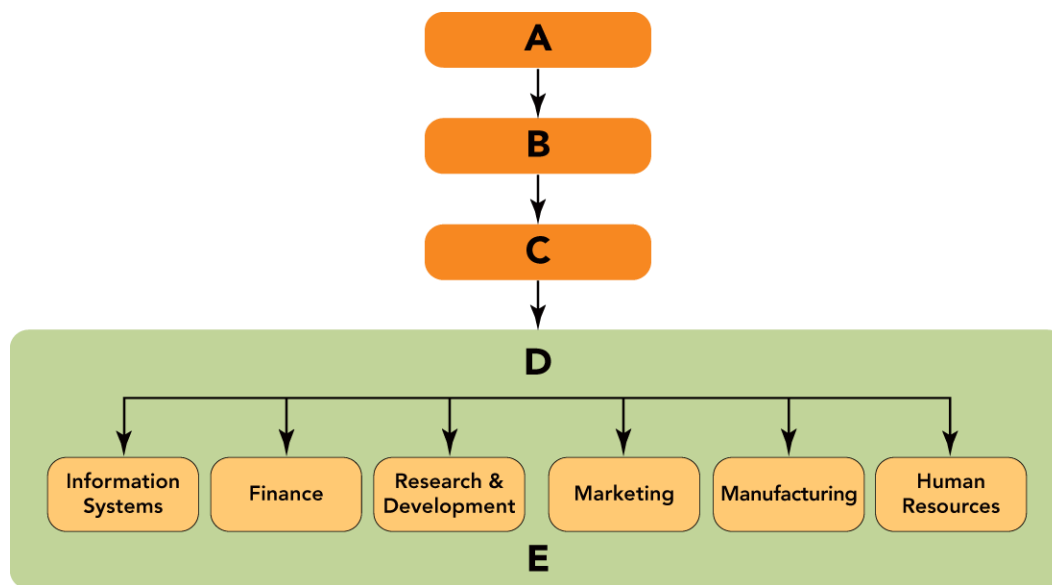 A
B
C
D
Information
Systems
Finance
Research &
Development
Marketing
Manufacturing
Human
Resources
E